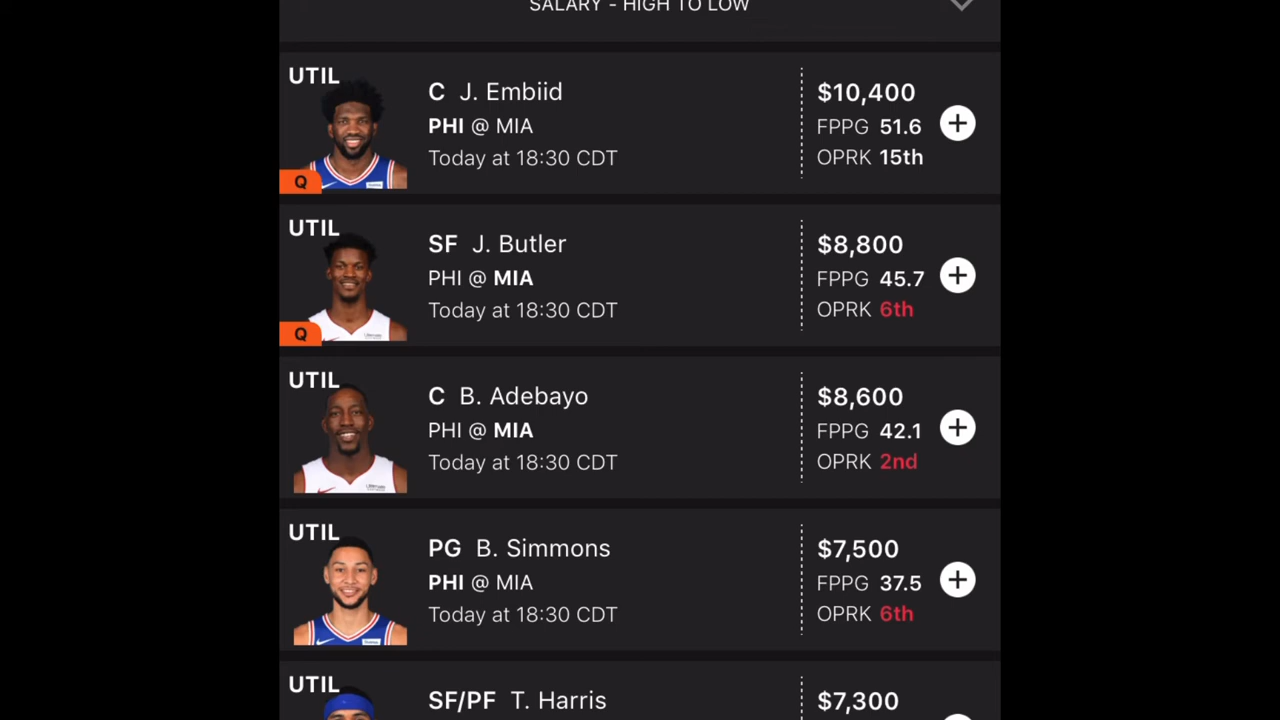 SALARY - HIGH TO LOW
UTIL
C J. Embiid
PHI @ MIA
Today at 18:30 CDT
Q
$10,400
FPPG 51.6
OPRK 15th
UTIL
SF J. Butler
PHI @ MIA
Today at 18:30 CDT
Q
$8,800
FPPG 45.7
OPRK 6th
UTIL
C B. Adebayo
PHI @ MIA
Today at 18:30 CDT
$8,600
FPPG 42.1
OPRK 2nd
UTIL
PG B. Simmons
PHI @ MIA
Today at 18:30 CDT
$7,500
FPPG 37.5
OPRK 6th
UTIL
SF/PF T. Harris
$7,300